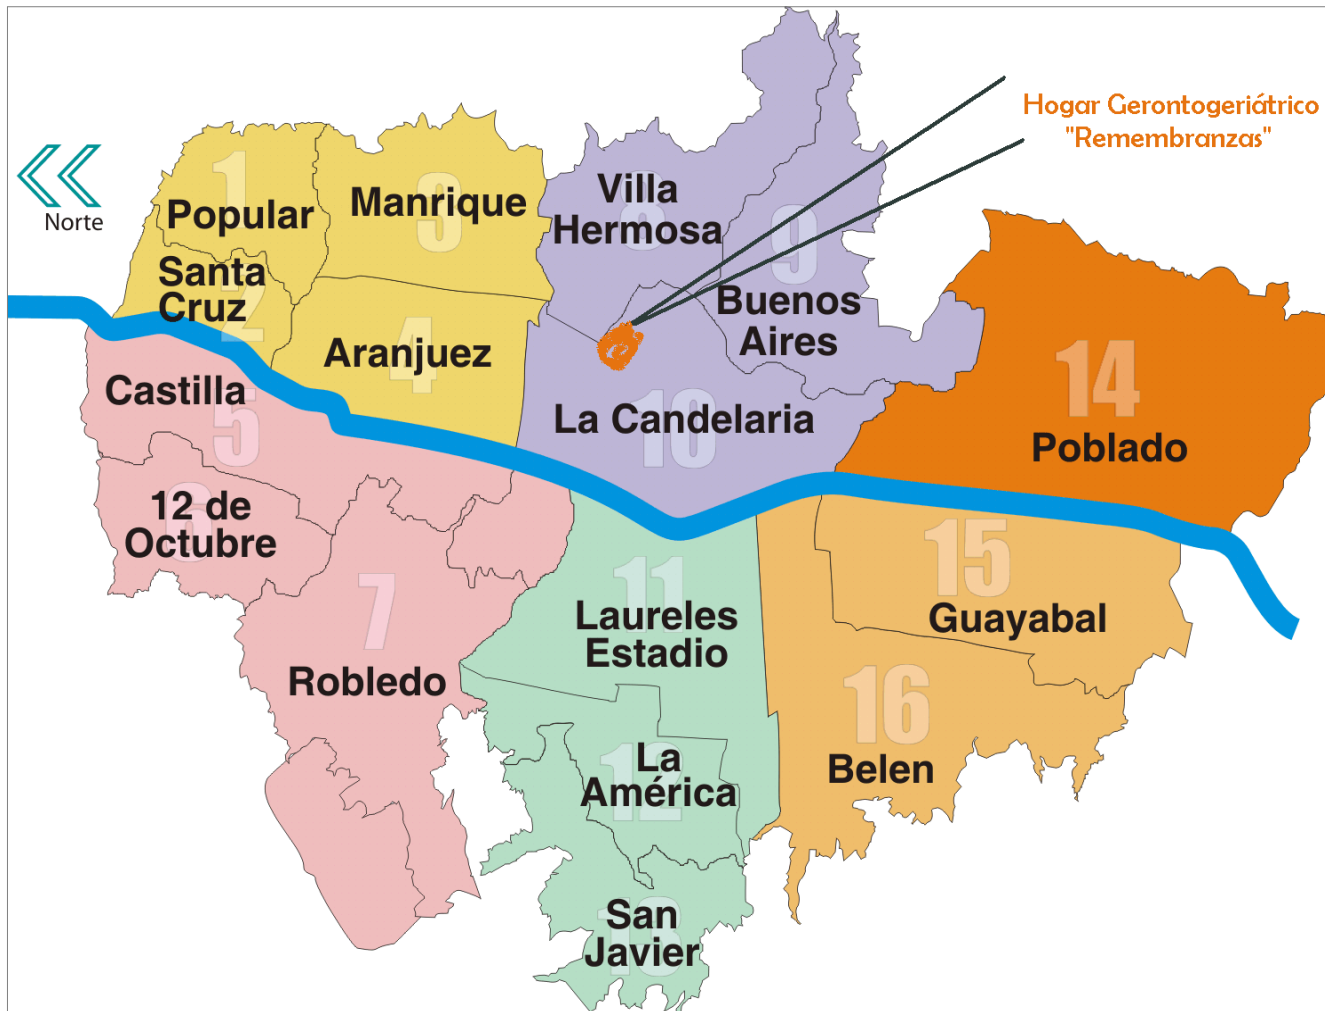 Hogar Gerontogeriátrico
"Remembranzas"
Norte
1
Popular
3
Manrique
8
Villa
Hermosa
9
Buenos
Aires
2
Santa
Cruz
4
Aranjuez
14
Poblado
5
Castilla
10
La Candelaria
6
12 de
Octubre
7
Robledo
11
Laureles
Estadio
15
Guayabal
16
Belen
12
La
América
13
San
Javier